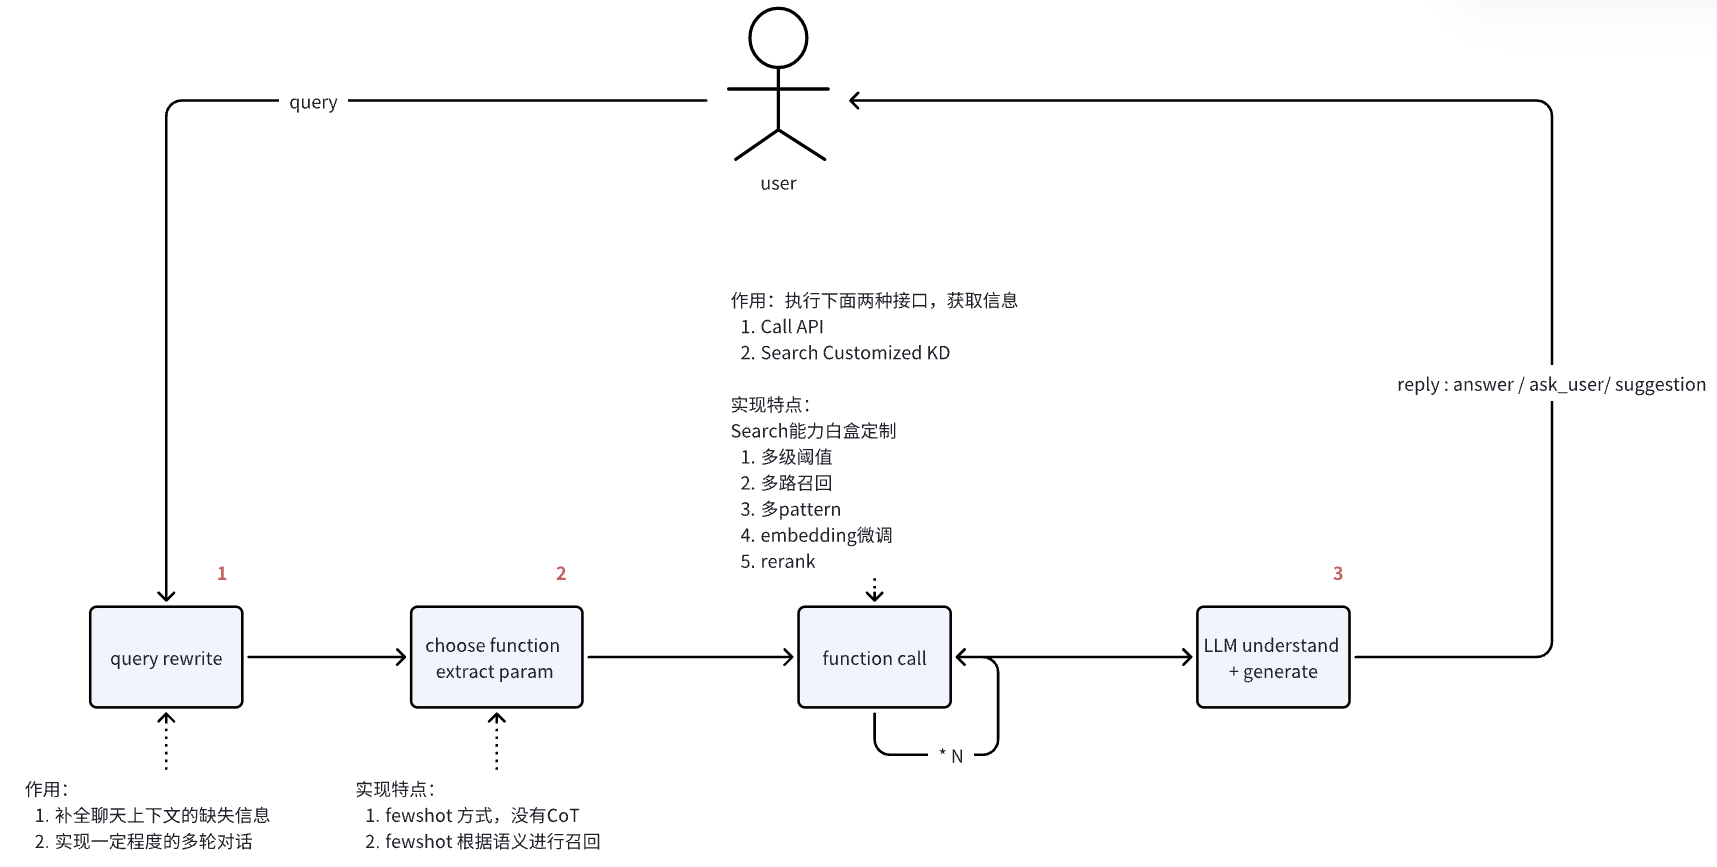 query
user
作用：执行下面两种接口，获取信息
1. Call API
2. Search Customized KD
实现特点：
Search能力白盒定制
1. 多级阈值
2. 多路召回
3. 多pattern
4. embedding微调
5. rerank
reply : answer / ask_user/ suggestion
1
2
3
query rewrite
choose function
extract param
function call
LLM understand
+ generate
* N
作用：
1. 补全聊天上下文的缺失信息
2. 实现一定程度的多轮对话
实现特点：
1. fewshot 方式，没有CoT
2. fewshot 根据语义进行召回